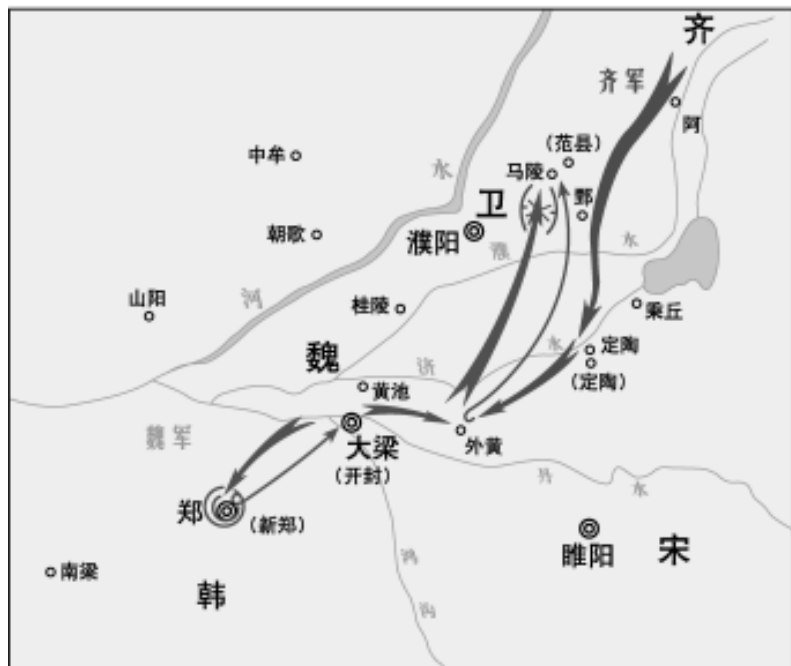 齐
齐军
阿
(范县)
中牟
水
马陵
鄄
卫
朝歌
濮阳
濮
水
河
山阳
桂陵
乘丘
魏
济
水
定陶
(定陶)
黄池
魏军
大梁
(开封)
外黄
外
水
郑
(新郑)
睢阳
宋
鸿
沟
南梁
韩